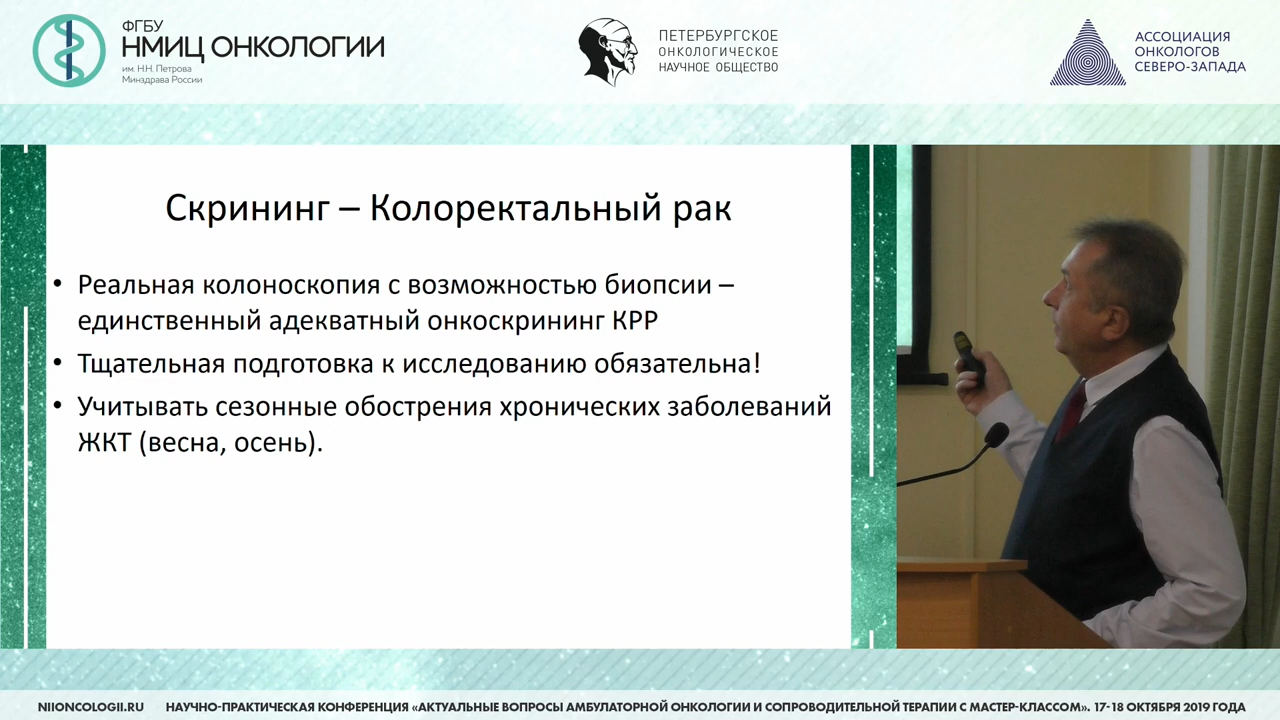 ФГБУ
НМИЦ ОНКОЛОГИИ
им. Н.Н. Петрова
Минздрава России
ПЕТЕРБУРГСКОЕ
ОНКОЛОГИЧЕСКОЕ
НАУЧНОЕ ОБЩЕСТВО
АССОЦИАЦИЯ
ОНКОЛОГОВ
СЕВЕРО-ЗАПАДА
Скрининг – Колоректальный рак
• Реальная колоноскопия с возможностью биопсии –
единственный адекватный онкоскрининг КРР
• Тщательная подготовка к исследованию обязательна!
• Учитывать сезонные обострения хронических заболеваний
ЖКТ (весна, осень).
NIIONCOLOGII.RU НАУЧНО-ПРАКТИЧЕСКАЯ КОНФЕРЕНЦИЯ «АКТУАЛЬНЫЕ ВОПРОСЫ АМБУЛАТОРНОЙ ОНКОЛОГИИ И СОПРОВОДИТЕЛЬНОЙ ТЕРАПИИ С МАСТЕР-КЛАССОМ». 17-18 ОКТЯБРЯ 2019 ГОДА